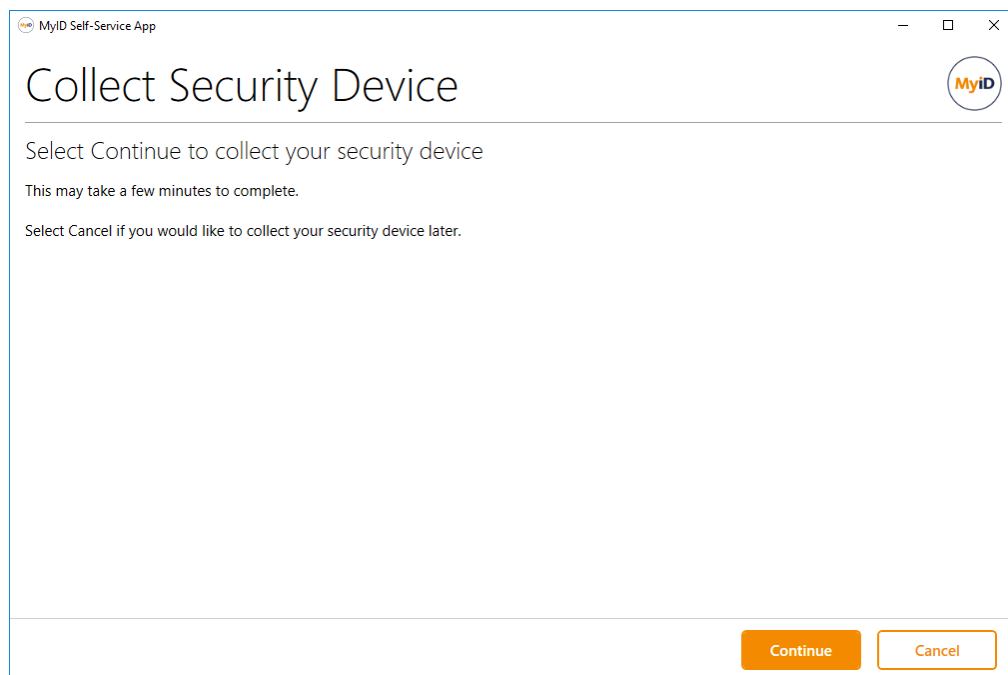 MyID Self-Service App
Collect Security Device
MyiD
Select Continue to collect your security device
This may take a few minutes to complete.
Select Cancel if you would like to collect your security device later.
Continue
Cancel